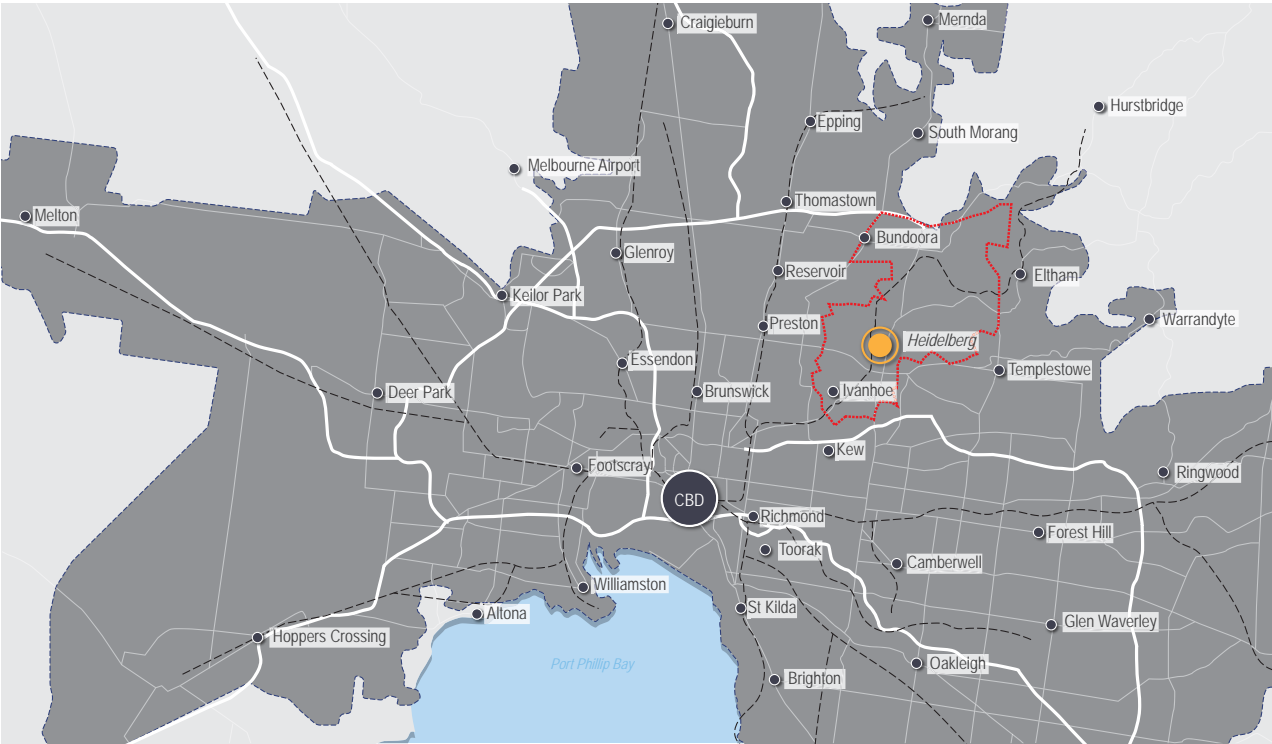 Craigieburn
Mernda
Hurstbridge
Epping
South Morang
Melbourne Airport
Thomastown
Melton
Bundoora
Glenroy
Reservoir
Eltham
Keilor Park
Preston
Warrandyte
Heidelberg
Essendon
Templestowe
Deer Park
Brunswick
Ivanhoe
Kew
Footscray
Ringwood
CBD
Richmond
Forest Hill
Toorak
Camberwell
Williamston
St Kilda
Altona
Glen Waverley
Hoppers Crossing
Port Phillip Bay
Oakleigh
Brighton